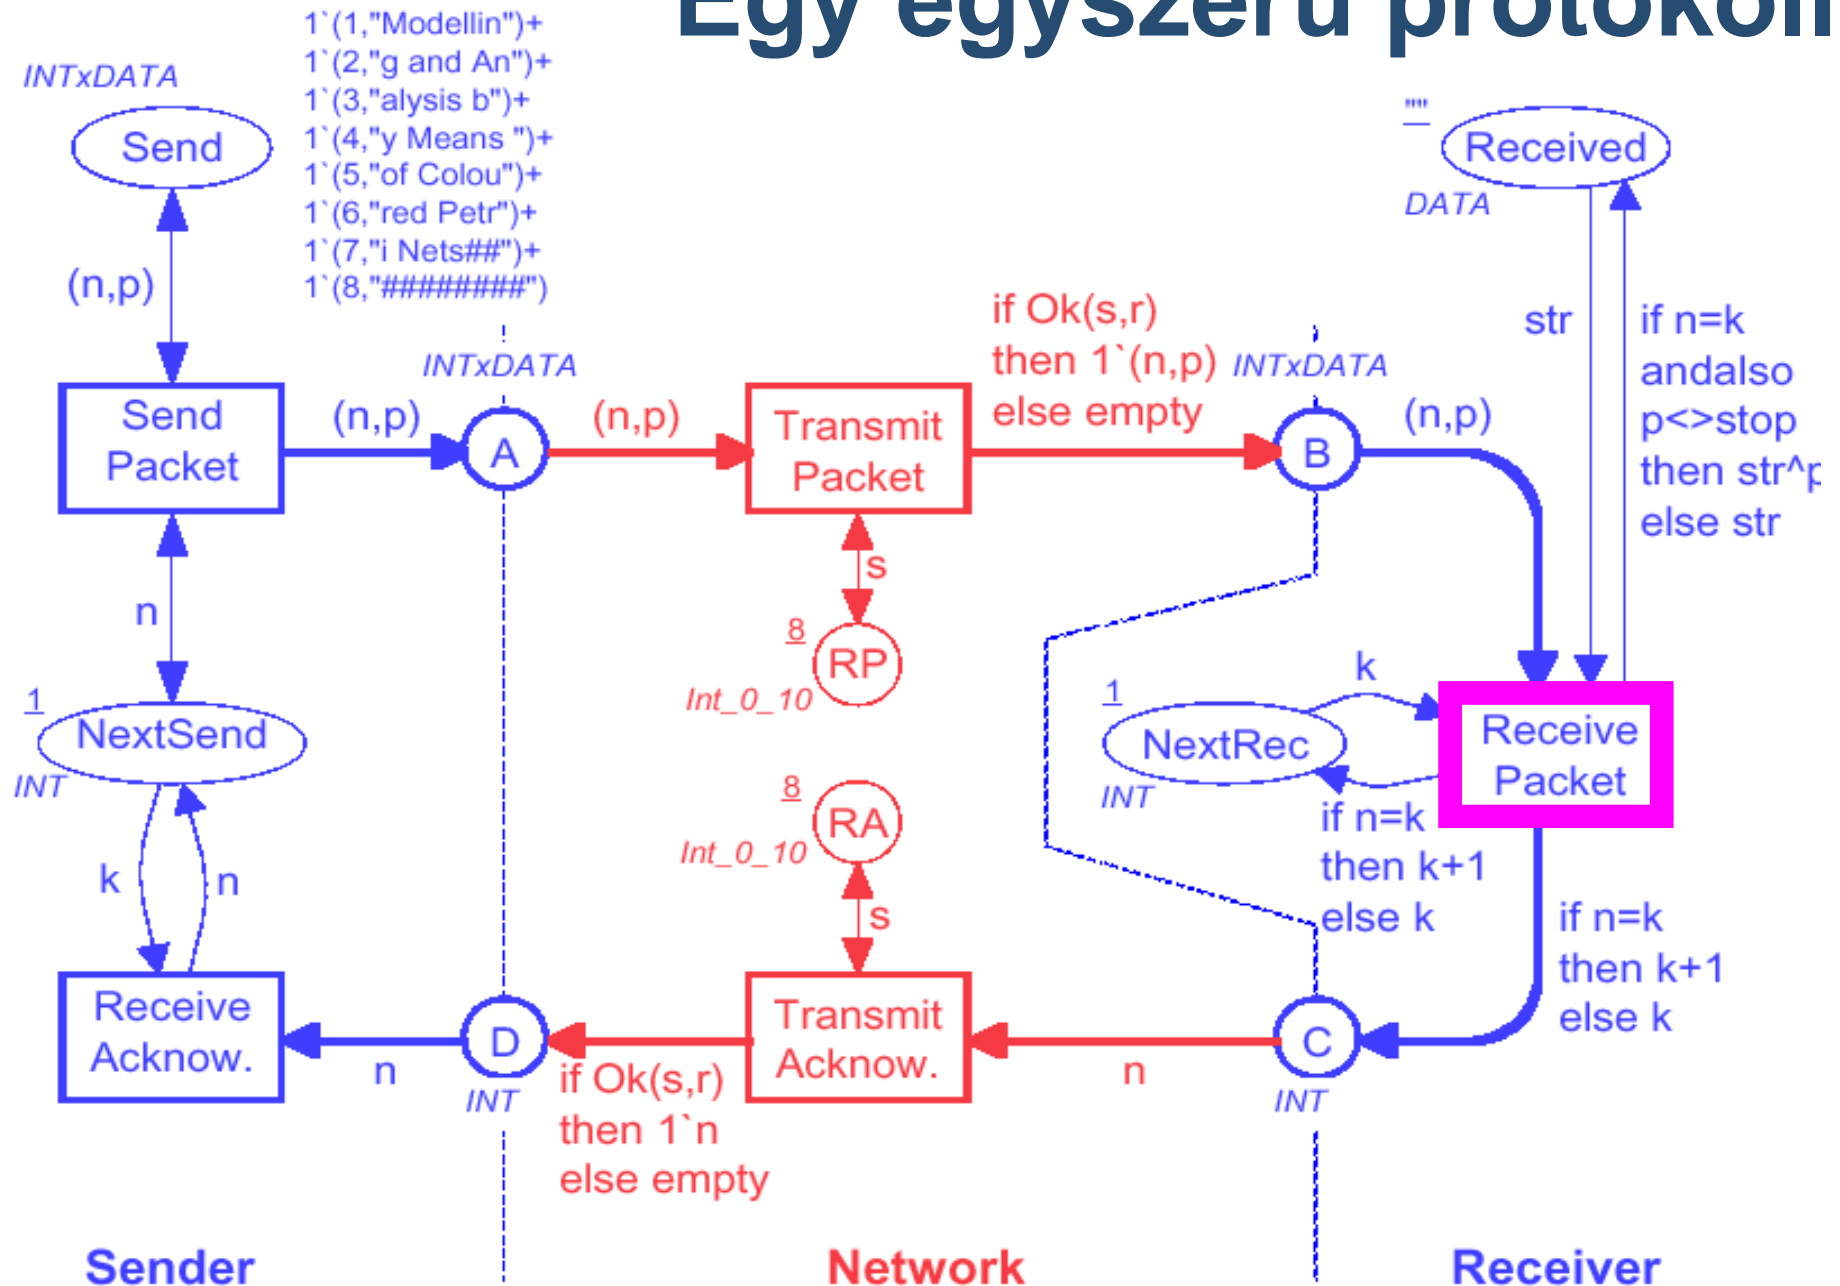 Egy egyszerű protokoll
1`(1,"Modellin")+
1`(2,"g and An")+
1`(3,"alysis b")+
1`(4,"y Means ")+
1`(5,"of Colou")+
1`(6,"red Petr")+
1`(7,"i Nets##")+
1`(8,"########")
INTxDATA
Send
(n,p)
Send
Packet
(n,p)
INTxDATA
A
(n,p)
Transmit
Packet
if Ok(s,r)
then 1`(n,p)
else empty
INTxDATA
B
(n,p)
""
Received
DATA
str
if n=k
andalso
p<>stop
then str^p
else str
n
s
8
RP
Int_0_10
1
NextSend
INT
8
RA
Int_0_10
s
k
1
NextRec
INT
Receive
Packet
if n=k
then k+1
else k
if n=k
then k+1
else k
k
n
Receive
Acknow.
n
D
INT
if Ok(s,r)
then 1`n
else empty
Transmit
Acknow.
n
C
INT
Sender
Network
Receiver